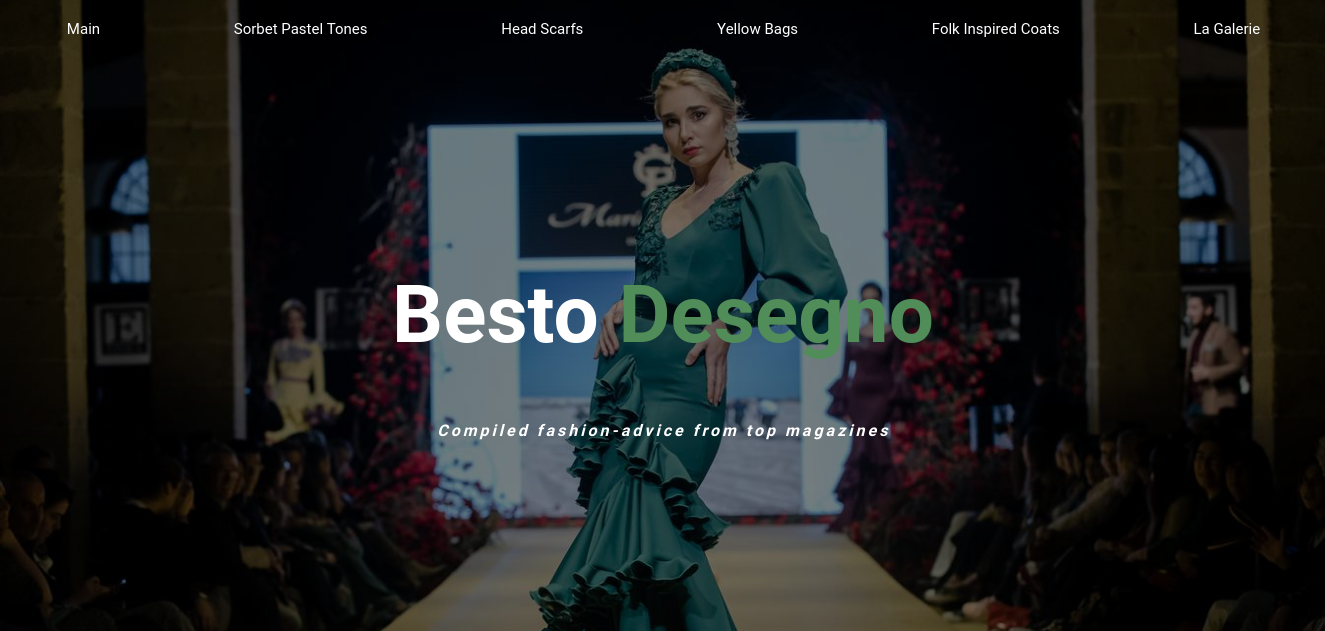 Main
Sorbet Pastel Tones
Head Scarfs
Yellow Bags
Folk Inspired Coats
La Galerie
Besto Desegno
Compiled fashion-advice from top magazines